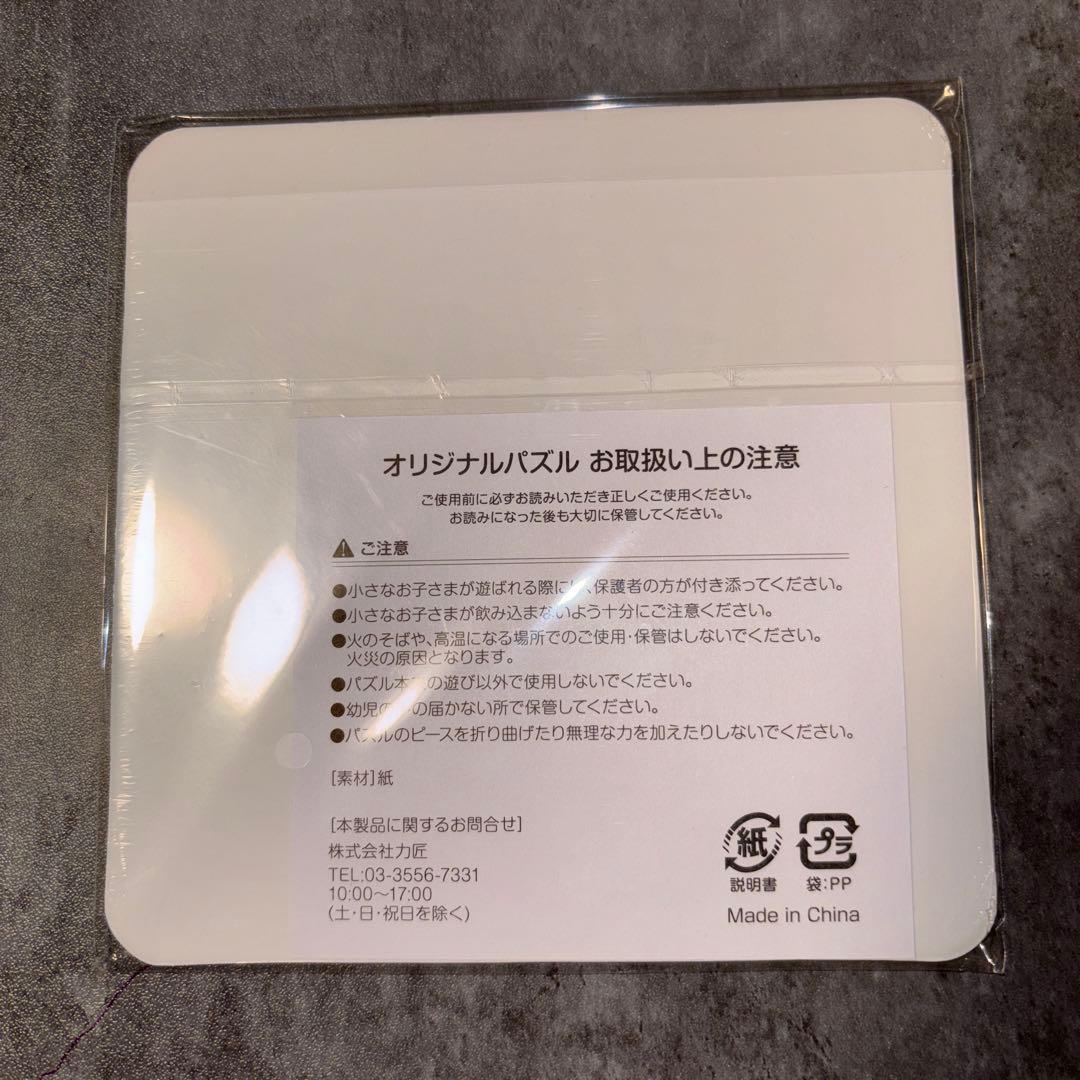 オリジナルパズル お取扱い上の注意
ご使用前に必ずお読みいただき正しくご使用ください。
お読みになった後も大切に保管してください。
ご注意
●小さなお子さまが遊ばれる際には、保護者の方が付き添ってください。
●小さなお子さまが飲み込まないよう十分にご注意ください。
●火のそばや、高温になる場所でのご使用・保管はしないでください。
火災の原因となります。
●パズル本来の遊び以外で使用しないでください。
●幼児の手の届かない所で保管してください。
●パズルのピースを折り曲げたり無理な力を加えたりしないでください。
[素材]紙
[本製品に関するお問合せ]
株式会社力匠
TEL:03-3556-7331
10:00～17:00
(土・日・祝日を除く)
紙 プラ
説明書 袋:PP
Made in China